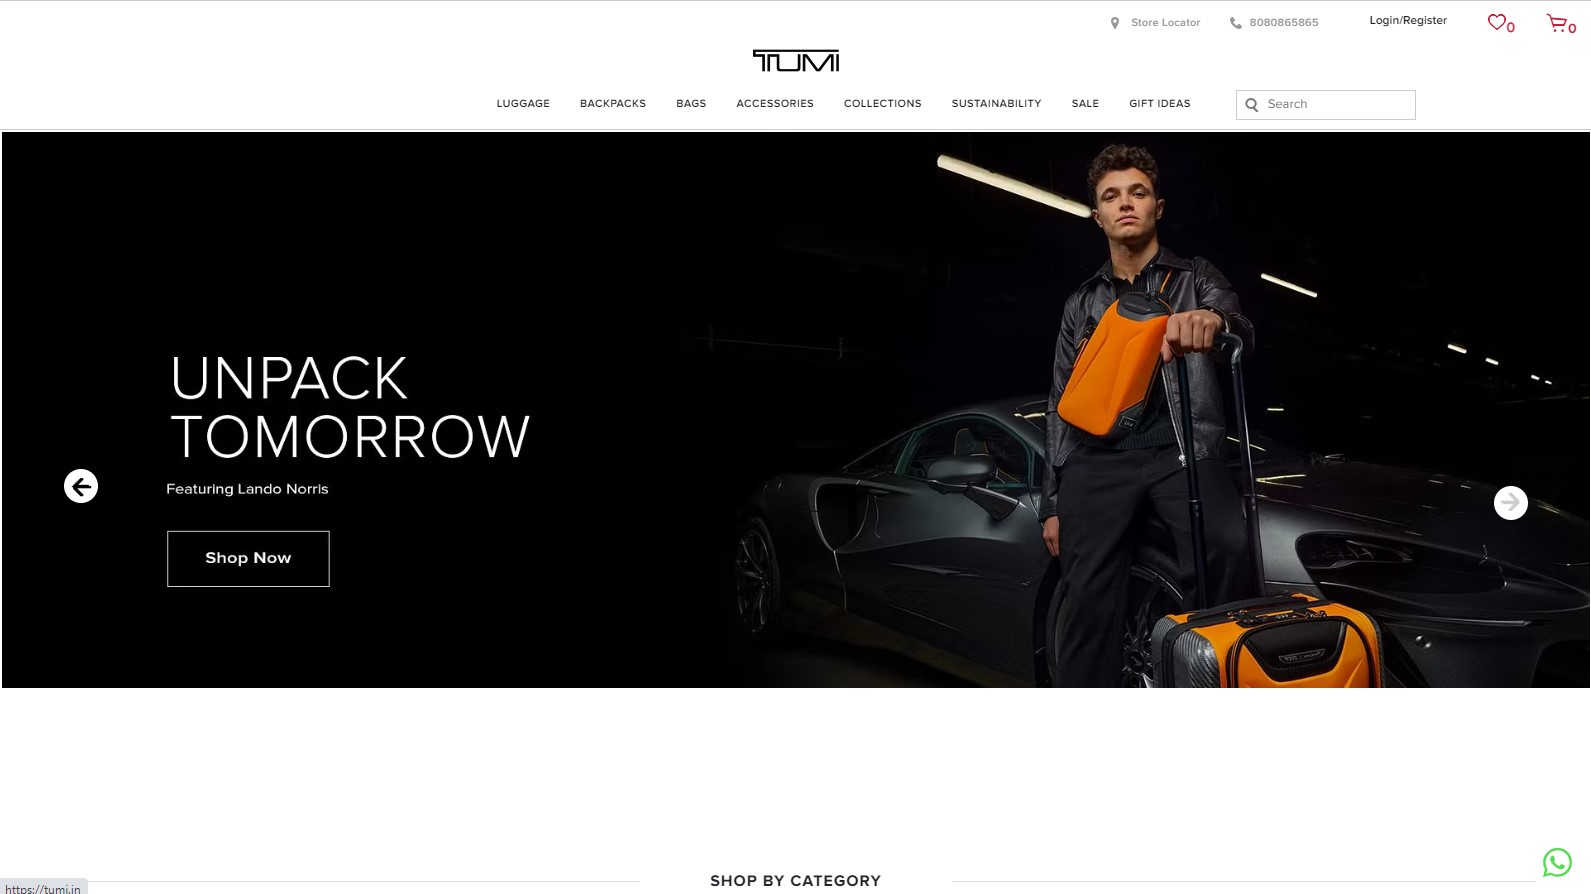 Store Locator
8080865865
Login/Register
0
0
TUMI
LUGGAGE
BACKPACKS
BAGS
ACCESSORIES
COLLECTIONS
SUSTAINABILITY
SALE
GIFT IDEAS
Search
UNPACK
TOMORROW
Featuring Lando Norris
Shop Now
TUMI
SHOP BY CATEGORY
https://tumi.in